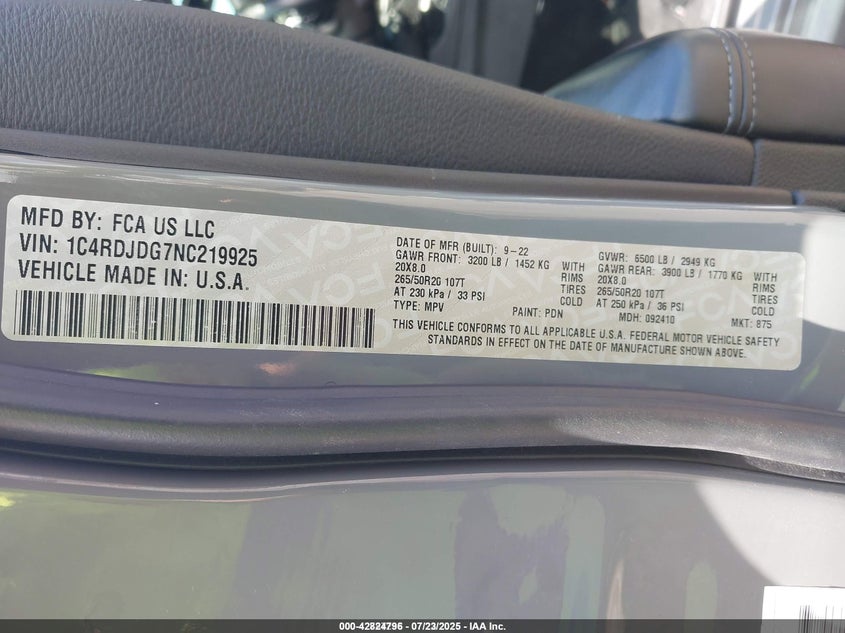 MFD BY: FCA US LLC
VIN: 1C4RDJDG7NC219925
VEHICLE MADE IN: U.S.A.
DATE OF MFR (BUILT): 9-22 GVWR: 6500 LB / 2949 KG
GAWR FRONT: 3200 LB / 1452 KG WITH GAWR REAR: 3900 LB / 1770 KG WITH
20X8.0 RIMS 20X8.0 RIMS
265/50R20 107T TIRES 265/50R20 107T TIRES
AT 230 kPa / 33 PSI COLD AT 250 kPa / 36 PSI COLD
TYPE: MPV PAINT: PDN MDH: 092410 MKT: 875
THIS VEHICLE CONFORMS TO ALL APPLICABLE U.S.A. FEDERAL MOTOR VEHICLE SAFETY
STANDARDS IN EFFECT ON THE DATE OF MANUFACTURE SHOWN ABOVE.
000-42824796 - 07/23/2025 - IAA Inc.